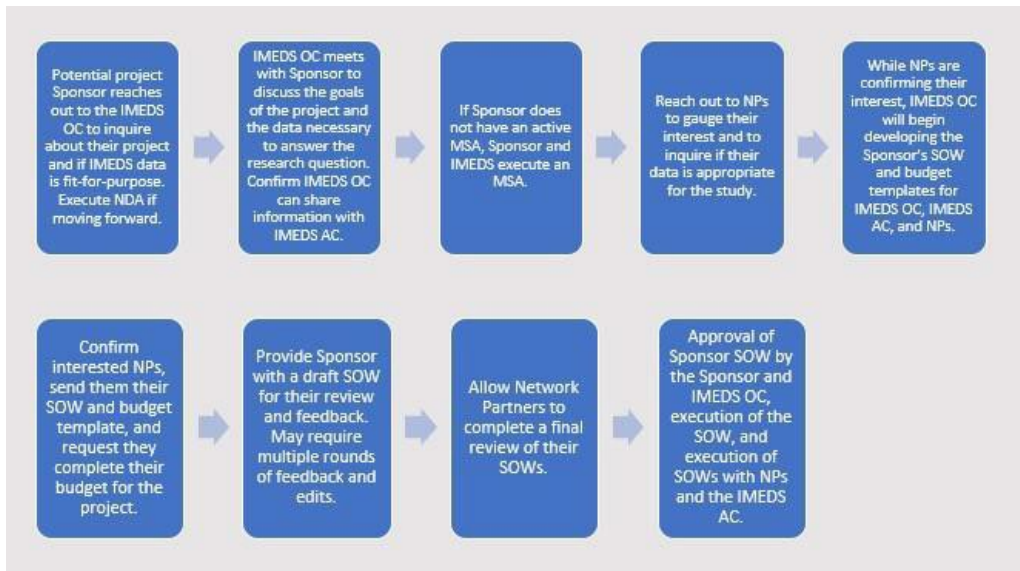 Potential project
Sponsor reaches
out to the IMEDS
OC to inquire
about their project
and if IMEDS data
is fit-for-purpose.
Execute NDA if
moving forward.
IMEDS OC meets
with Sponsor to
discuss the goals
of the project and
the data necessary
to answer the
research question.
Confirm IMEDS OC
can share
information with
IMEDS AC.
If Sponsor does
not have an active
MSA, Sponsor and
IMEDS execute an
MSA.
Reach out to NPs
to gauge their
interest and to
inquire if their
data is appropriate
for the study.
While NPs are
confirming their
interest, IMEDS OC
will begin
developing the
Sponsor's SOW
and budget
templates for
IMEDS OC, IMEDS
AC, and NPs.
Confirm
interested NPs,
send them their
SOW and budget
template, and
request they
complete their
budget for the
project.
Provide Sponsor
with a draft SOW
for their review
and feedback.
May require
multiple rounds
of feedback and
edits.
Allow Network
Partners to
complete a final
review of their
SOWs.
Approval of
Sponsor SOW by
the Sponsor and
IMEDS OC,
execution of the
SOW, and
execution of
SOWs with NPs
and the IMEDS
AC.